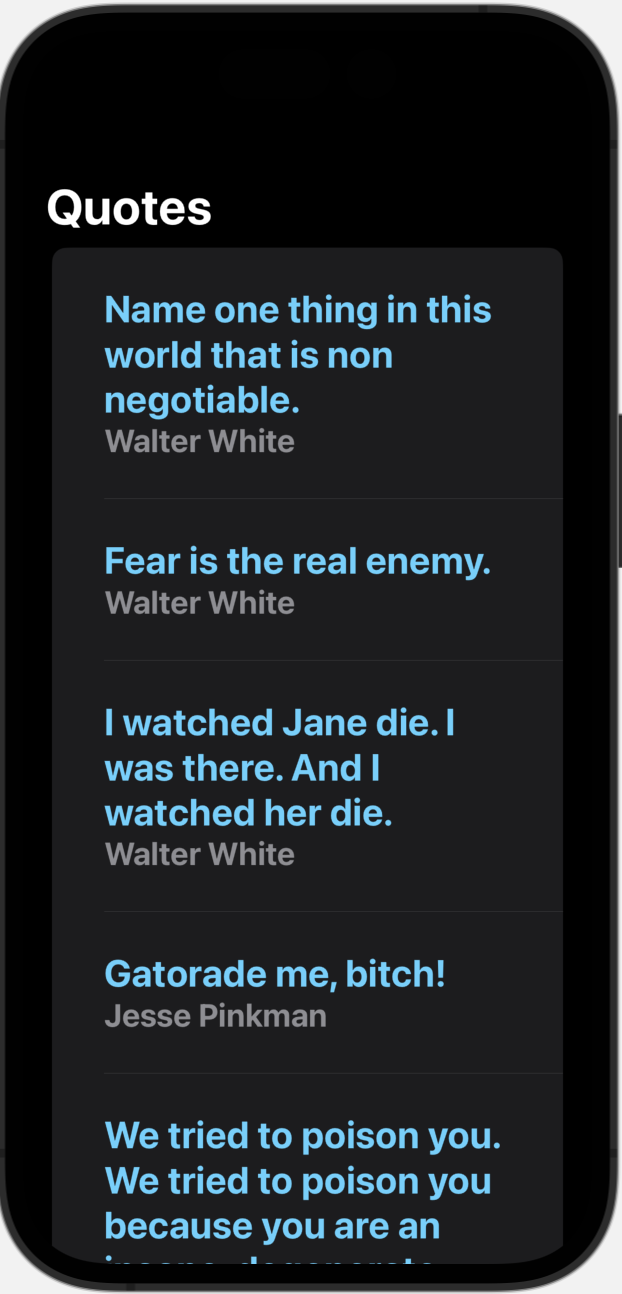 Quotes
Name one thing in this
world that is non
negotiable.
Walter White
Fear is the real enemy.
Walter White
I watched Jane die. I
was there. And I
watched her die.
Walter White
Gatorade me, bitch!
Jesse Pinkman
We tried to poison you.
We tried to poison you
because you are an
insane, degenerate